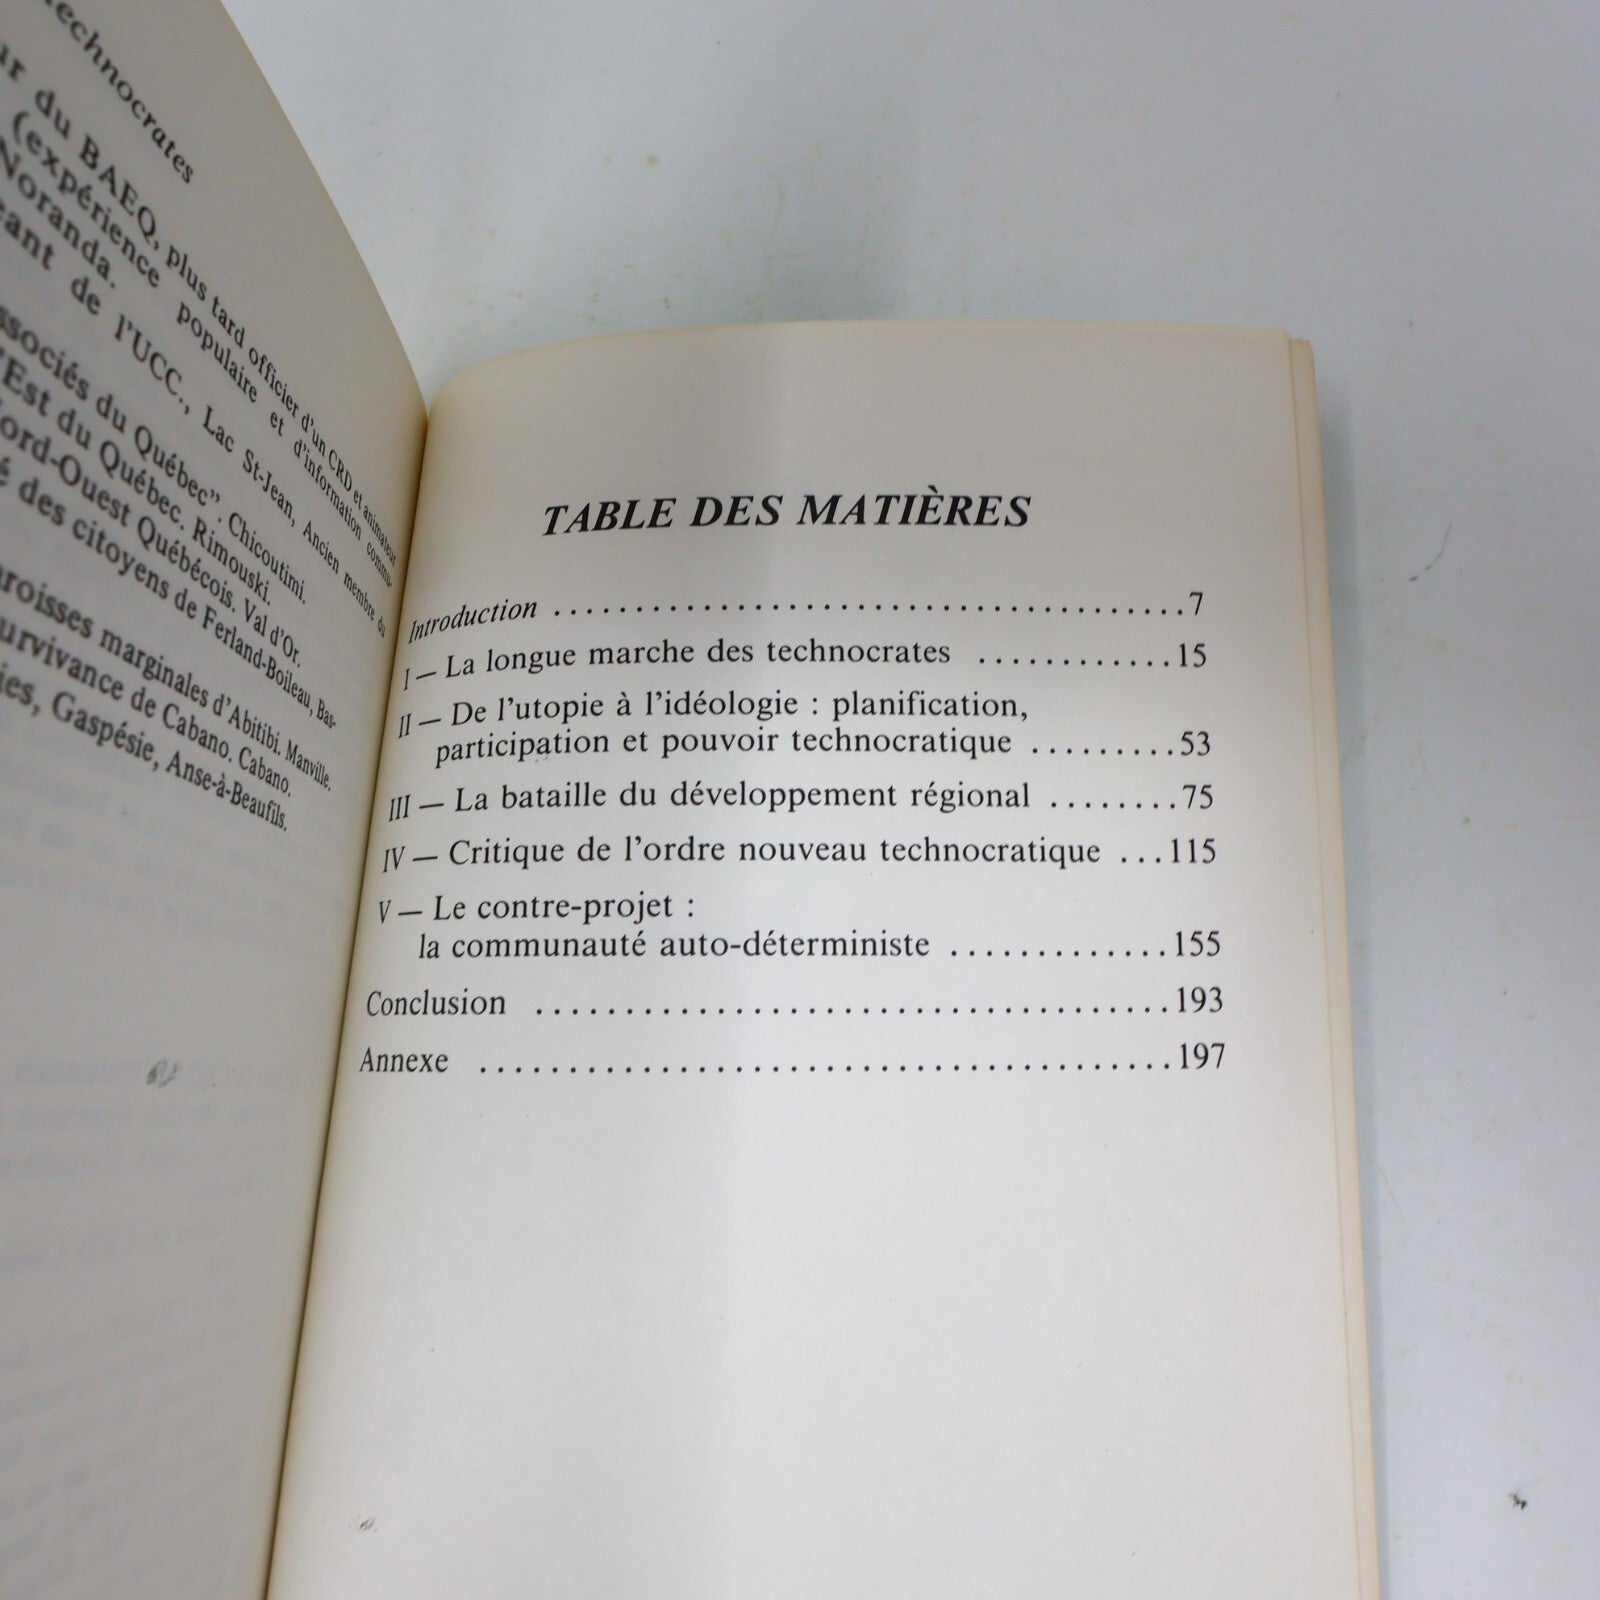 technocrates
du BAEQ, plus tard officier d'un CRD et animateur
(expérience populaire et d'information commu-
Noranda.
de l'UCC., Lac St-Jean, Ancien membre du
du Québec". Chicoutimi.
l'Est du Québec. Rimouski.
Nord-Ouest Québécois. Val d'Or.
des citoyens de Ferland-Boileau, Bas-
paroisses marginales d'Abitibi. Manville.
survivance de Cabano. Cabano.
Gaspésie, Anse-à-Beaufils.
TABLE DES MATIÈRES
Introduction ........................................7
I — La longue marche des technocrates ............15
II — De l'utopie à l'idéologie : planification,
participation et pouvoir technocratique .........53
III — La bataille du développement régional ........75
IV — Critique de l'ordre nouveau technocratique ...115
V — Le contre-projet :
la communauté auto-déterministe .............155
Conclusion ....................................193
Annexe .......................................197